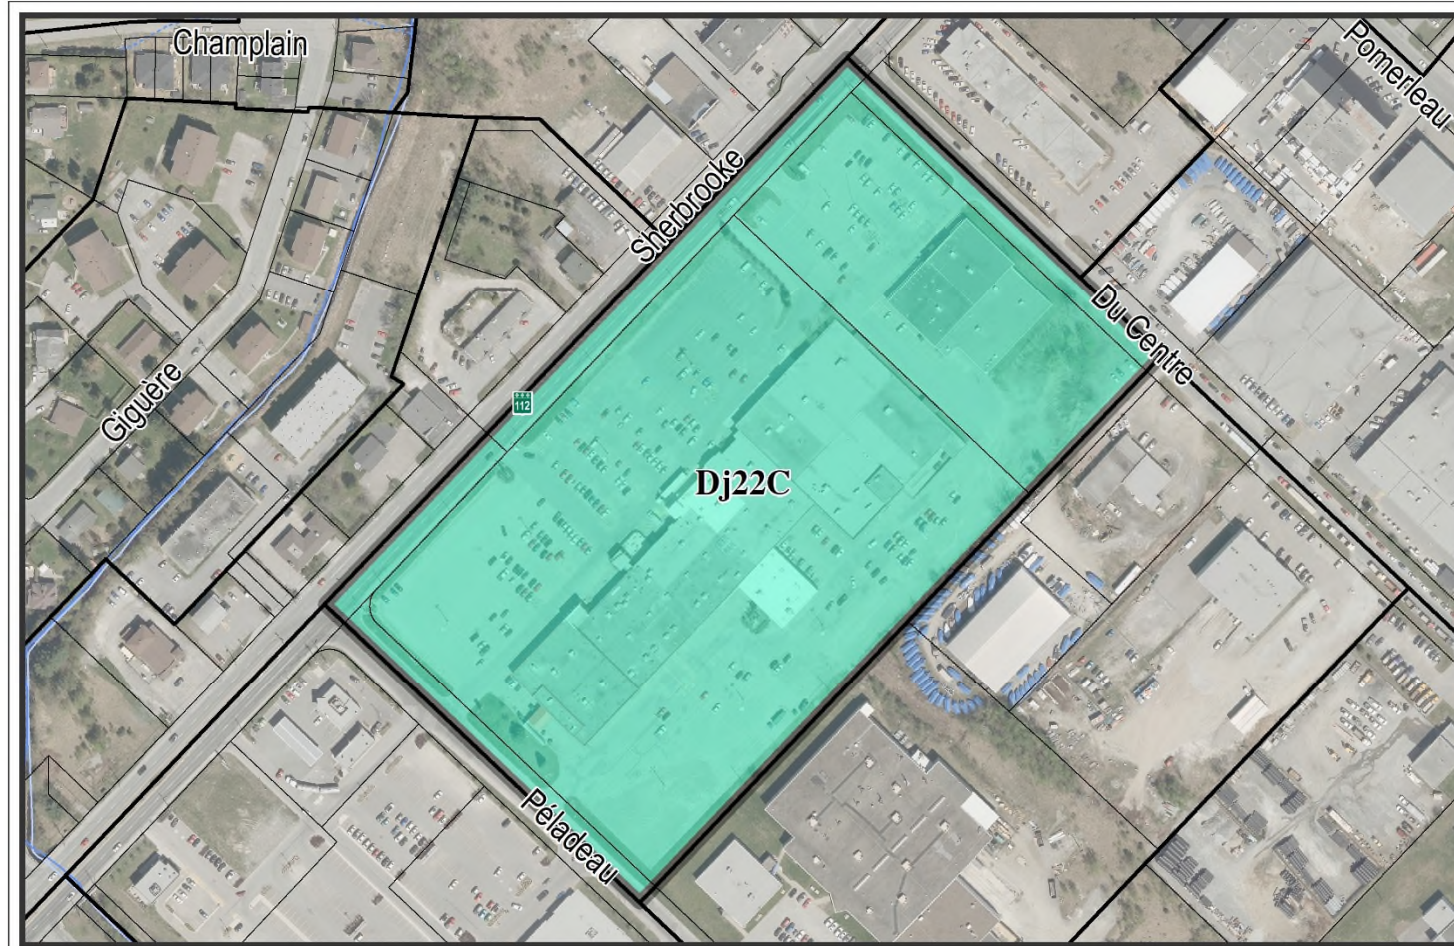 Champlain
Pomerleau
Sherbrooke
Du Centre
Giguère
112
Dj22C
Péladeau